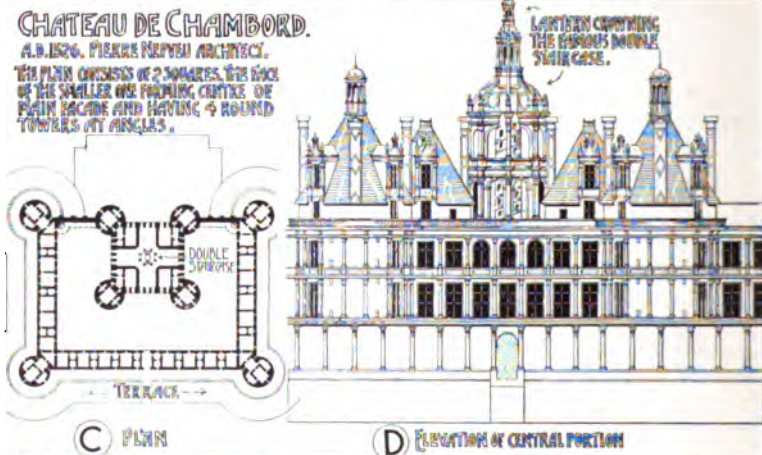 CHATEAU DE CHAMBORD.
A.D. 1526. PIERRE NEPVEU ARCHITECT.
THE PLAN CONSISTS OF 2 SQUARES. THE FACE
OF THE SMALLER ONE FORMING CENTRE OF
MAIN FACADE AND HAVING 4 ROUND
TOWERS AT ANGLES.
LANTERN CROWNING
THE FAMOUS DOUBLE
STAIRCASE.
DOUBLE
STAIRCASE
TERRACE
C PLAN
D ELEVATION OF CENTRAL PORTION